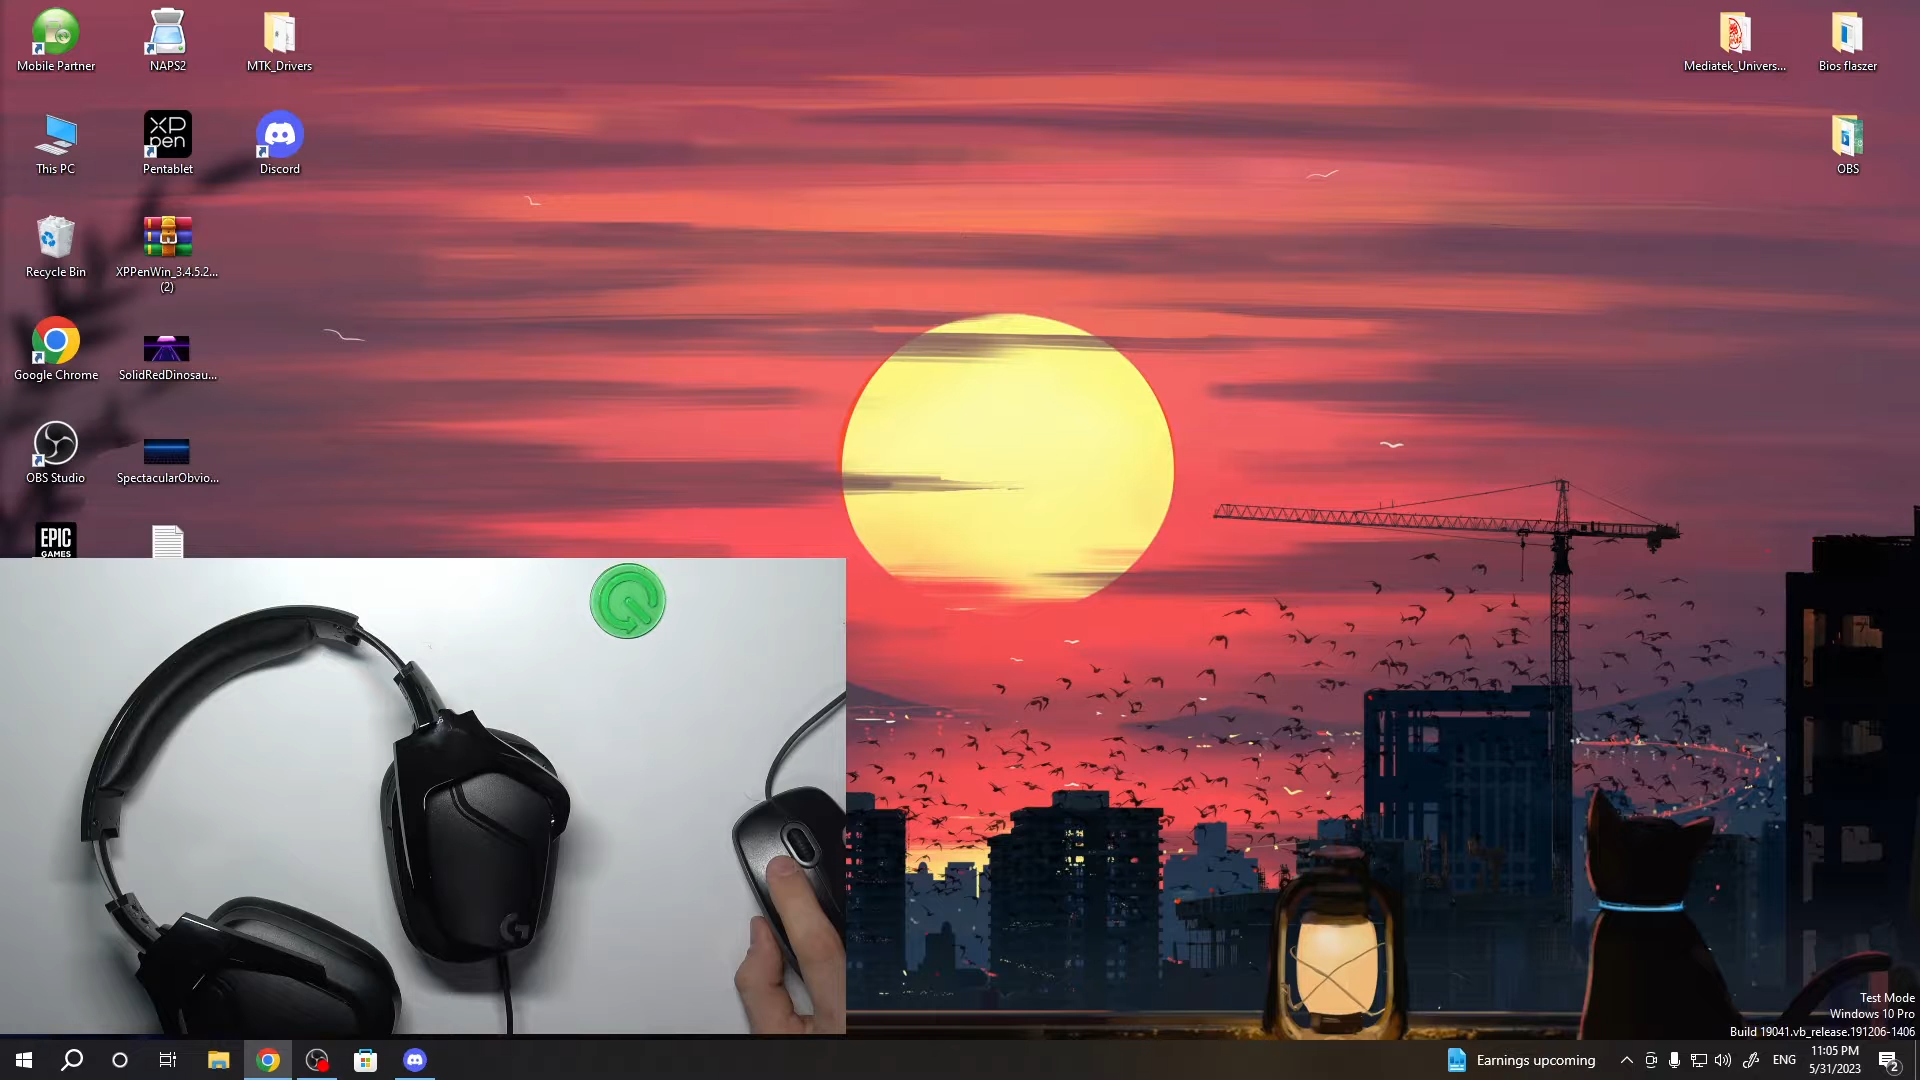 Mobile Partner
NAPS2
MTK_Drivers
Mediatek_Univers...
Bios flaszer
This PC
XP
pen
Pentablet
Discord
OBS
Recycle Bin
XPPenWin_3.4.5.2...
(2)
Google Chrome
SolidRedDinosau...
OBS Studio
SpectacularObvio...
EPIC
GAMES
G
Test Mode
Windows 10 Pro
Build 19041.vb_release.191206-1406
Earnings upcoming
ENG
11:05 PM
5/31/2023
2